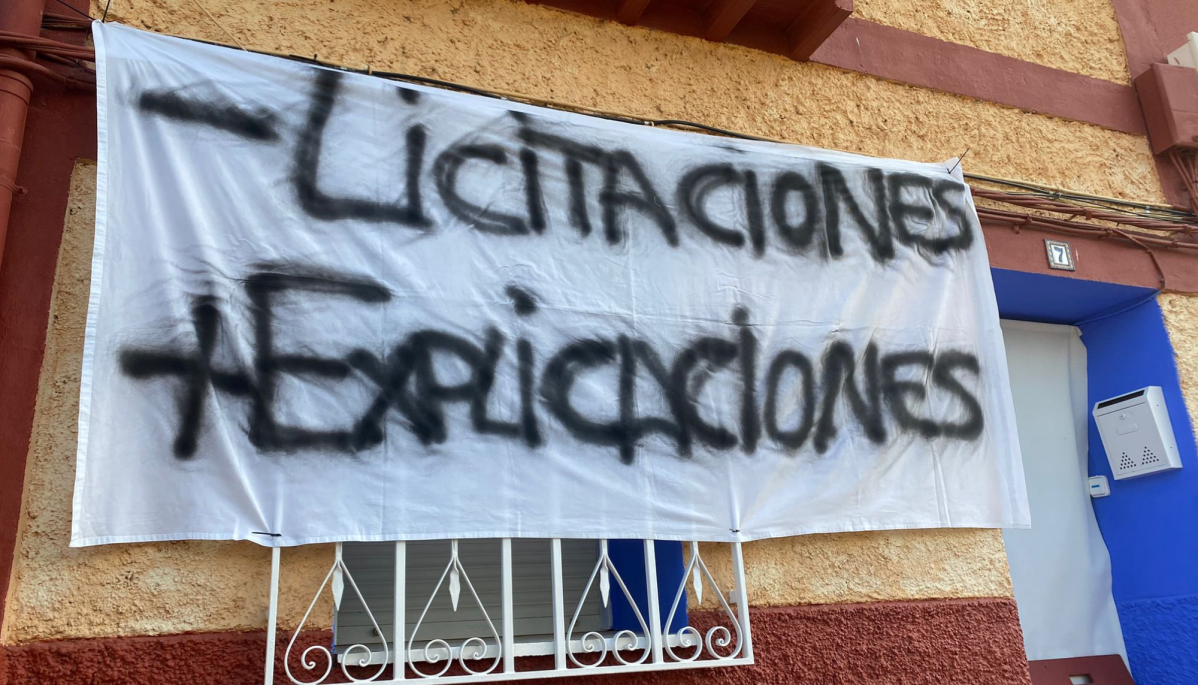 - LiCiTACiONES
+ ExPLiCACiONES
7